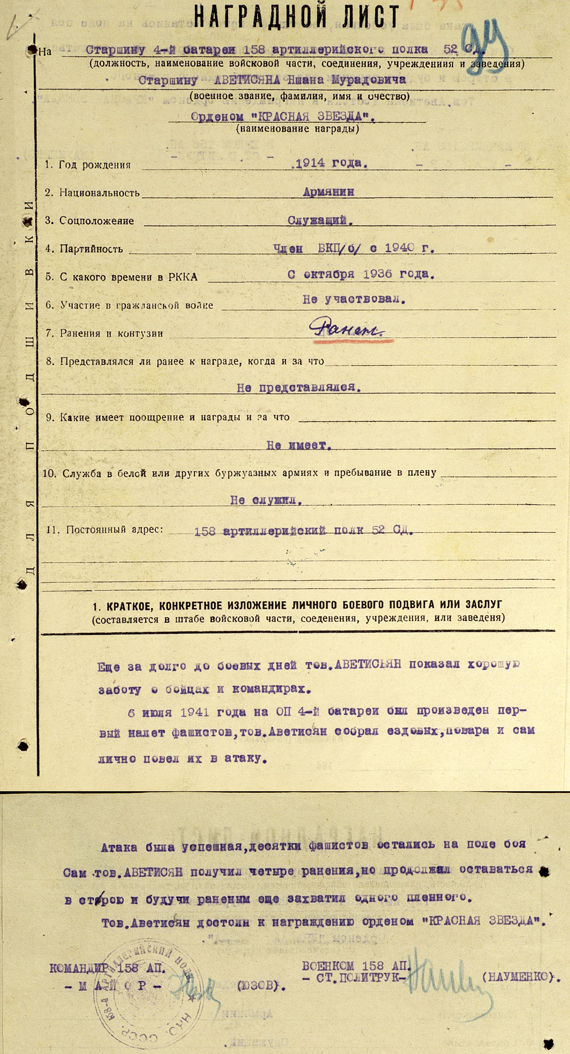 НАГРАДНОЙ ЛИСТ
На Старшину 4-й батареи 158 артиллерийского полка 52 СД
(должность, наименование войсковой части, соединения, учреждениия и заведения)
Старшину АВЕТИСЯНА Ншана Мурадовича
(военное звание, фамилия, имя и очество)
Орденом "КРАСНАЯ ЗВЕЗДА".
(наименование награды)
1. Год рождения 1914 года.
2. Национальность Армянин
3. Соцположение Служащий.
4. Партийность Член ВКП/б/ с 1940 г.
5. С какого времени в РККА С октября 1936 года.
6. Участие в гражданской войне Не участвовал.
7. Ранения и контузии Ранен.
8. Представлялся ли ранее к награде, когда и за что
Не представлялся.
9. Какие имеет поощрение и награды и за что
Не имеет.
10. Служба в белой или других буржуазных армиях и пребывание в плену
Не служил.
11. Постоянный адрес: 158 артиллерийский полк 52 СД.
ДЛЯ ПОДШИВКИ
1. КРАТКОЕ, КОНКРЕТНОЕ ИЗЛОЖЕНИЕ ЛИЧНОГО БОЕВОГО ПОДВИГА ИЛИ ЗАСЛУГ
(составляется в штабе войсковой части, соеденения, учреждения, или заведеня)
Еще за долго до боевых дней тов.АВЕТИСЯН показал хорошую
заботу о бойцах и командирах.
6 июля 1941 года на ОП 4-й батареи был произведен пер-
вый налет фашистов,тов.Аветисян собрал ездовых,повара и сам
лично повел их в атаку.
Атака была успешная,десятки фашистов остались на поле боя
Сам тов.АВЕТИСЯН получил четыре ранения,но продолжал оставаться
в строю и будучи раненым еще захватил одного пленного.
Тов.Аветисян достоин к награждению орденом "КРАСНАЯ ЗВЕЗДА".
КОМАНДИР 158 АП.
- М А Й О Р - (ЮЗОВ).
ВОЕНКОМ 158 АП.
- СТ.ПОЛИТРУК- (НАУМЕНКО).